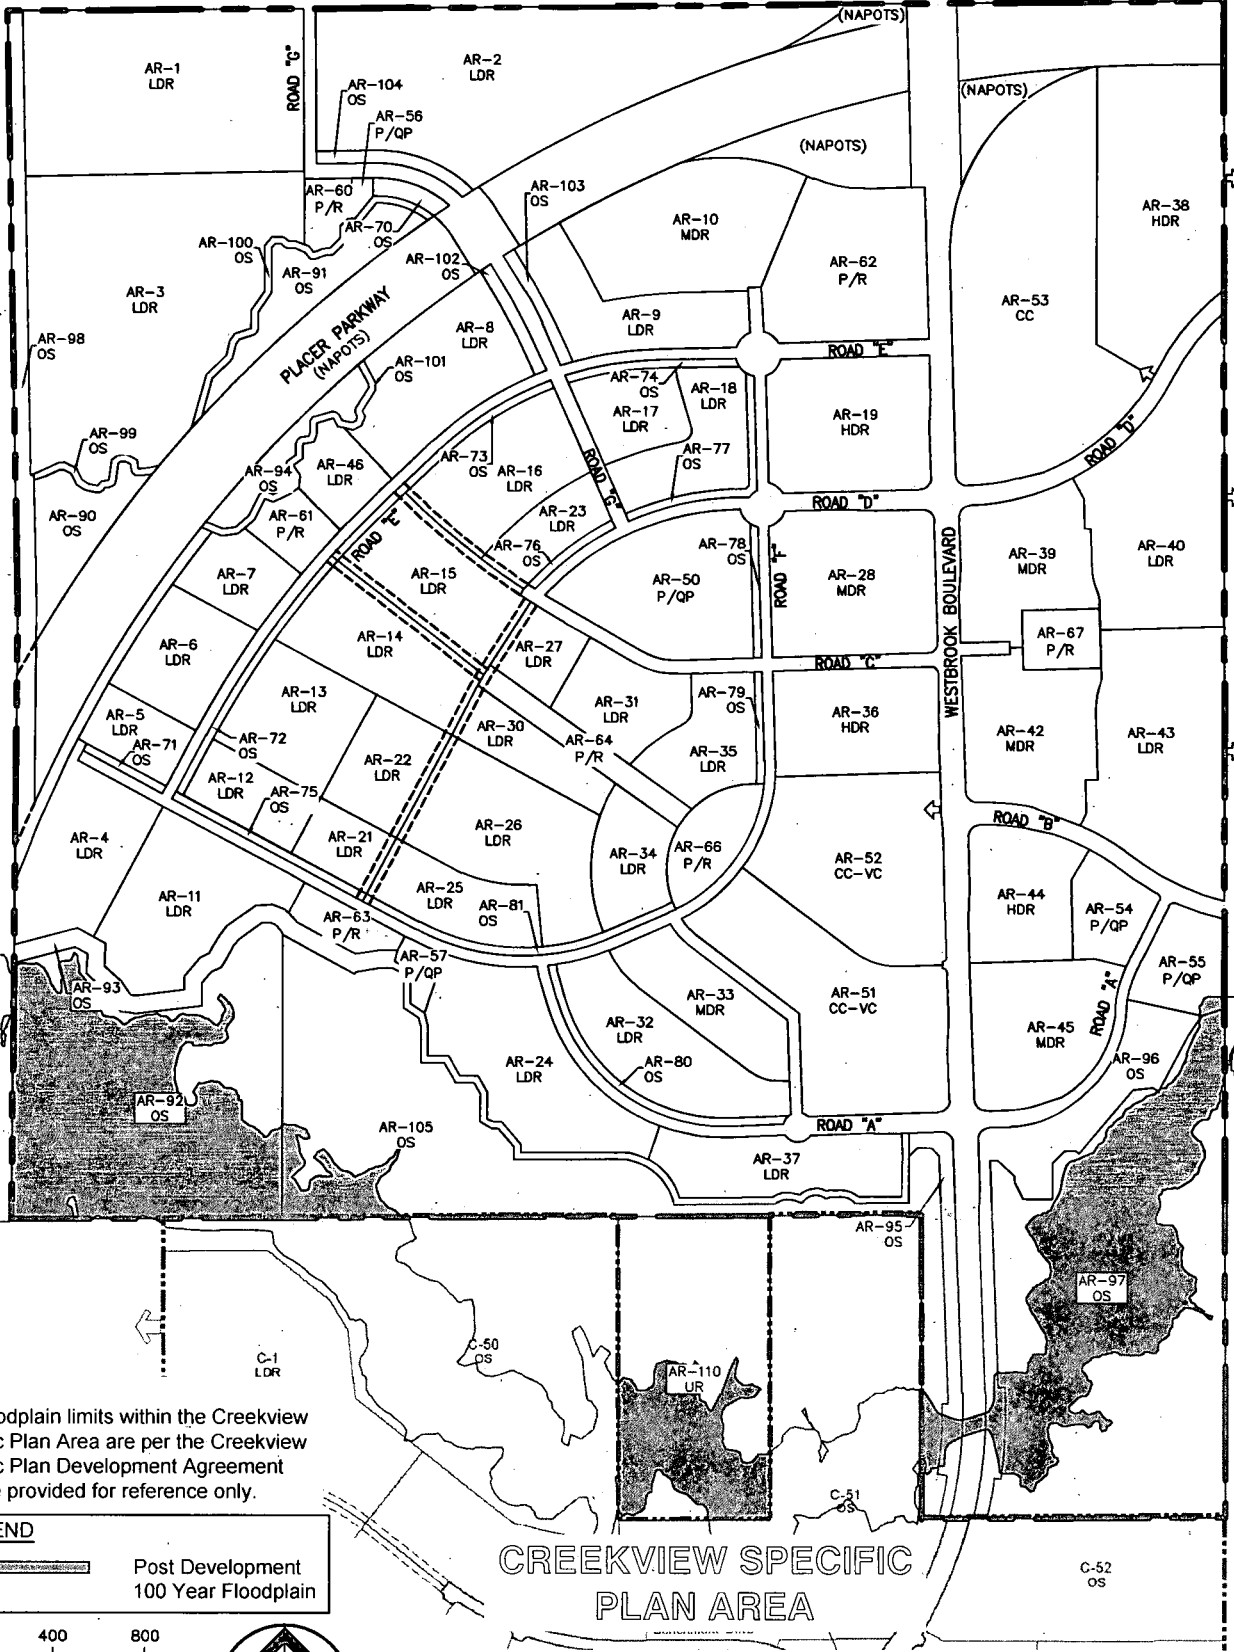 (NAPOTS)
AR-1
LDR
ROAD "G"
AR-2
LDR
AR-104
OS
AR-56
P/QP
(NAPOTS)
(NAPOTS)
AR-60
P/R
AR-103
OS
AR-38
HDR
AR-70
OS
AR-10
MDR
AR-100
OS
AR-102
OS
AR-62
P/R
AR-91
OS
AR-3
LDR
AR-53
CC
PLACER PARKWAY
(NAPOTS)
AR-8
LDR
AR-9
LDR
AR-98
OS
AR-101
OS
ROAD "E"
AR-74
OS
AR-18
LDR
AR-17
LDR
AR-19
HDR
AR-99
OS
ROAD "D"
AR-73
OS
AR-77
OS
AR-94
OS
AR-46
LDR
AR-16
LDR
ROAD "G"
AR-90
OS
AR-61
P/R
ROAD "E"
AR-23
LDR
ROAD "D"
AR-76
OS
AR-78
OS
AR-39
MDR
AR-40
LDR
AR-7
LDR
AR-15
LDR
AR-50
P/QP
ROAD "F"
AR-28
MDR
WESTBROOK BOULEVARD
AR-6
LDR
AR-14
LDR
AR-27
LDR
AR-67
P/R
ROAD "C"
AR-13
LDR
AR-31
LDR
AR-79
OS
AR-36
HDR
AR-5
LDR
AR-71
OS
AR-72
OS
AR-30
LDR
AR-64
P/R
AR-42
MDR
AR-43
LDR
AR-22
LDR
AR-35
LDR
AR-12
LDR
AR-75
OS
ROAD "B"
AR-4
LDR
AR-21
LDR
AR-26
LDR
AR-34
LDR
AR-66
P/R
AR-52
CC-VC
AR-11
LDR
AR-25
LDR
AR-81
OS
AR-44
HDR
AR-54
P/QP
AR-63
P/R
AR-57
P/QP
AR-55
P/QP
AR-93
OS
AR-33
MDR
AR-51
CC-VC
ROAD "A"
AR-32
LDR
AR-45
MDR
AR-24
LDR
AR-80
OS
AR-96
OS
AR-92
OS
AR-105
OS
ROAD "A"
AR-37
LDR
AR-95
OS
AR-97
OS
C-1
LDR
C-50
OS
AR-110
UR
odplain limits within the Creekview
c Plan Area are per the Creekview
c Plan Development Agreement
e provided for reference only.
C-51
OS
END
Post Development
100 Year Floodplain
CREEKVIEW SPECIFIC
PLAN AREA
C-52
OS
400 800